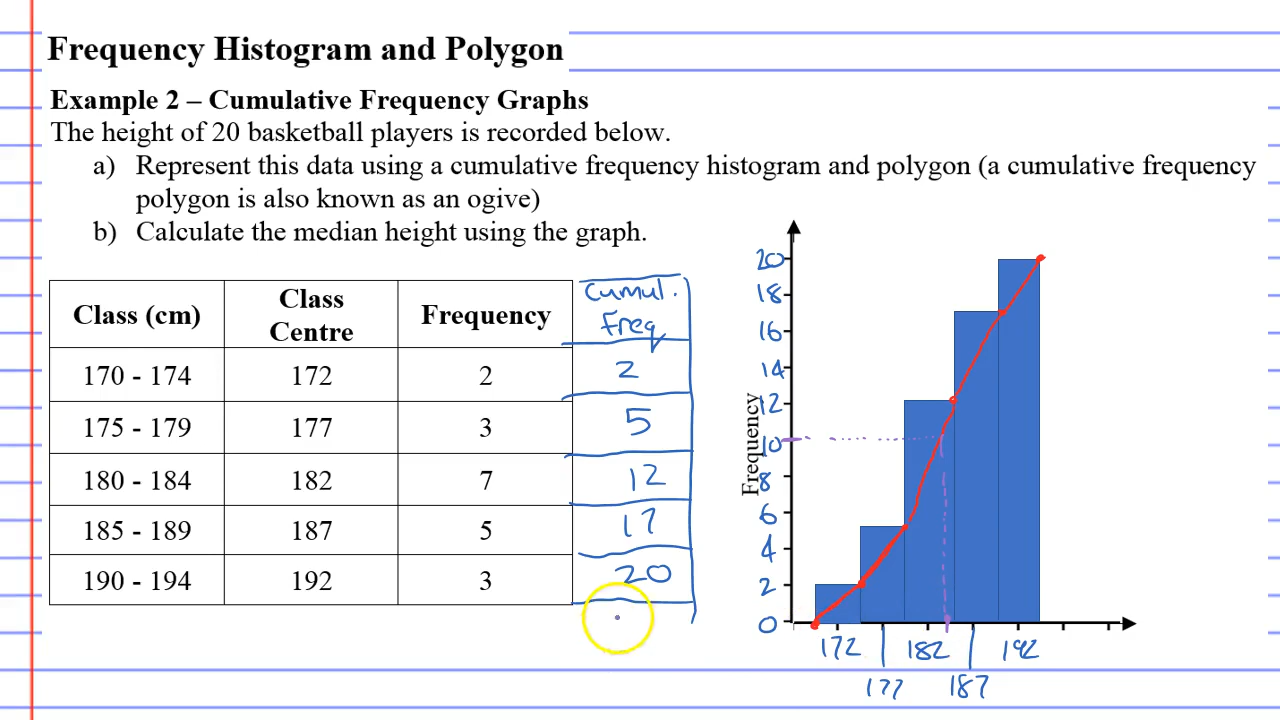 Frequency Histogram and Polygon
Example 2 – Cumulative Frequency Graphs
The height of 20 basketball players is recorded below.
a) Represent this data using a cumulative frequency histogram and polygon (a cumulative frequency
polygon is also known as an ogive)
b) Calculate the median height using the graph.
Class (cm) Class Centre Frequency Cumul. Freq
170 - 174 172 2 2
175 - 179 177 3 5
180 - 184 182 7 12
185 - 189 187 5 17
190 - 194 192 3 20
Frequency
20
18
16
14
12
10
8
6
4
2
0
172 182 192
177 187